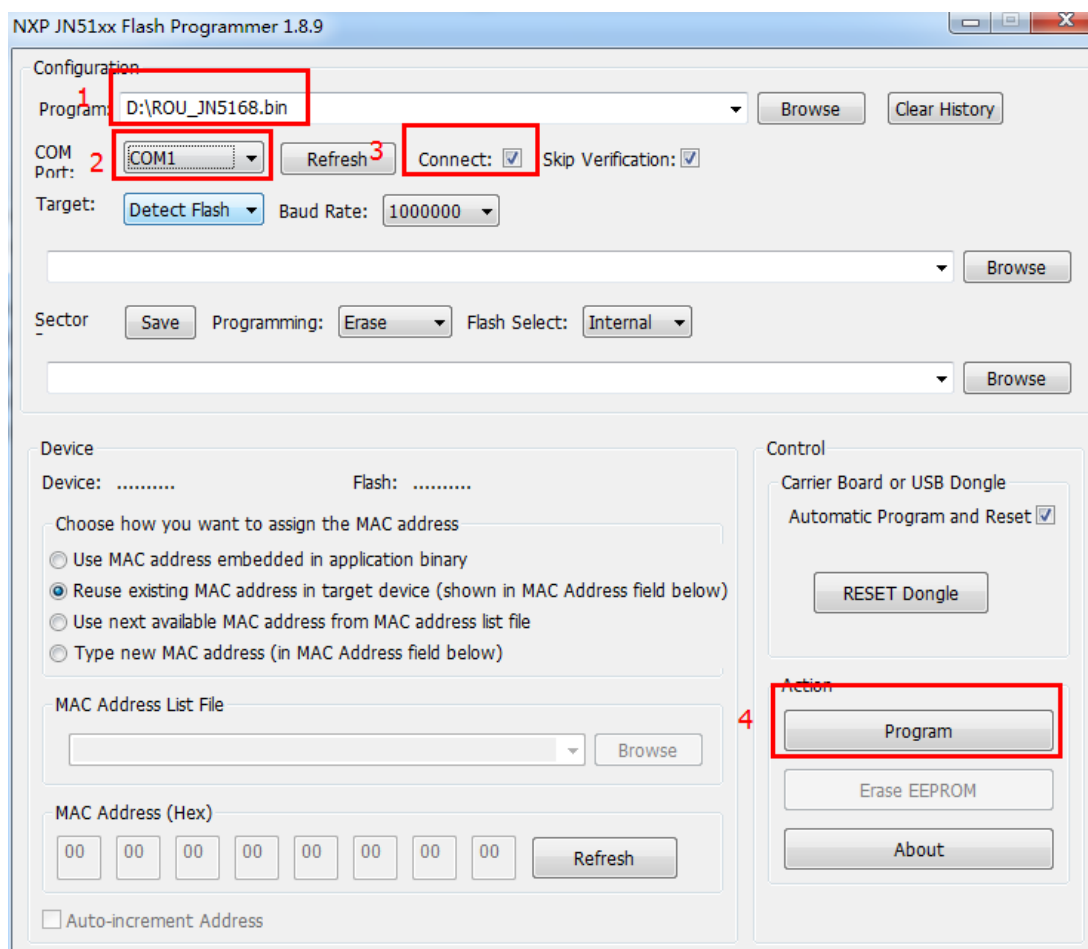 NXP JN51xx Flash Programmer 1.8.9
Configuration
1 Program: D:\ROU_JN5168.bin Browse Clear History
COM Port: 2 COM1 Refresh 3 Connect: Skip Verification:
Target: Detect Flash Baud Rate: 1000000
Browse
Sector Save Programming: Erase Flash Select: Internal
Browse
Device
Device: .......... Flash: ..........
Choose how you want to assign the MAC address
Use MAC address embedded in application binary
Reuse existing MAC address in target device (shown in MAC Address field below)
Use next available MAC address from MAC address list file
Type new MAC address (in MAC Address field below)
MAC Address List File
Browse
MAC Address (Hex)
00 00 00 00 00 00 00 00 Refresh
Auto-increment Address
Control
Carrier Board or USB Dongle
Automatic Program and Reset
RESET Dongle
Action
4 Program
Erase EEPROM
About